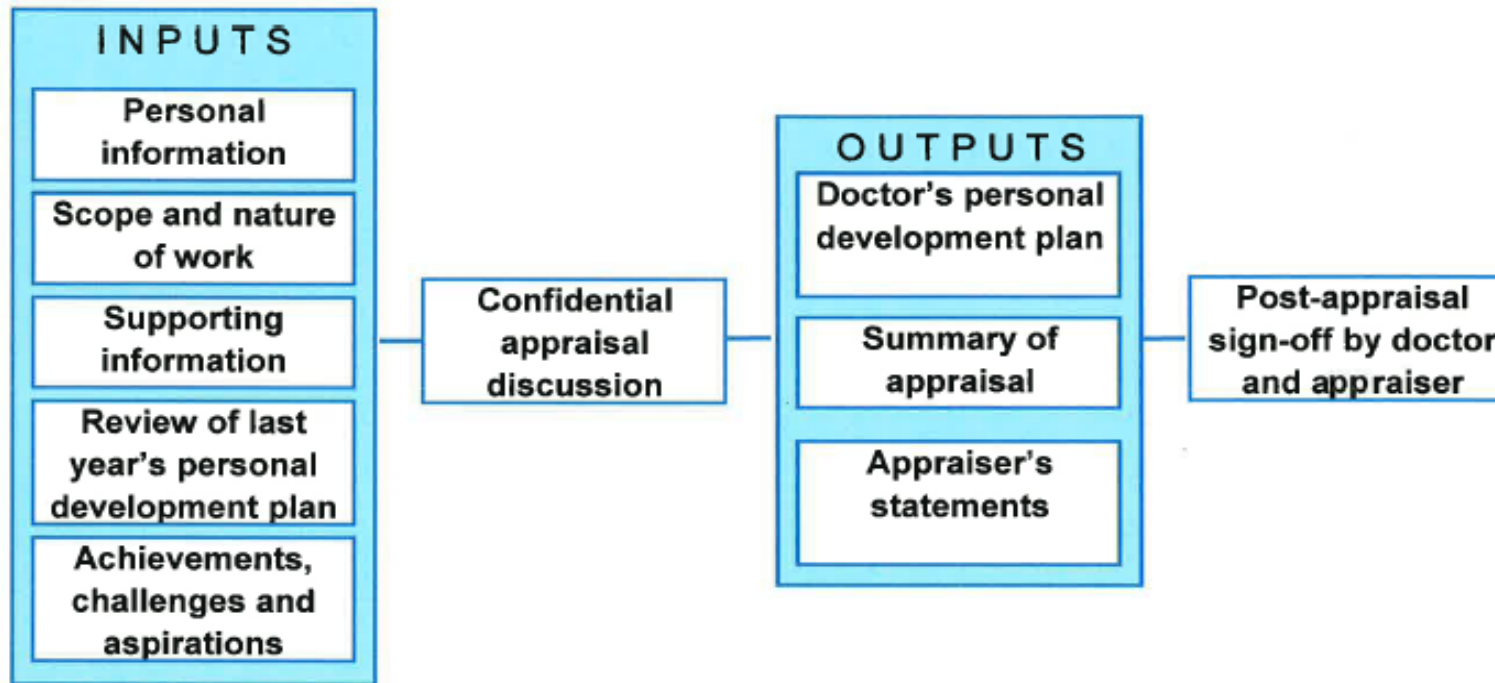 INPUTS
Personal
information
Scope and nature
of work
Supporting
information
Review of last
year's personal
development plan
Achievements,
challenges and
aspirations
Confidential
appraisal
discussion
OUTPUTS
Doctor's personal
development plan
Summary of
appraisal
Appraiser's
statements
Post-appraisal
sign-off by doctor
and appraiser